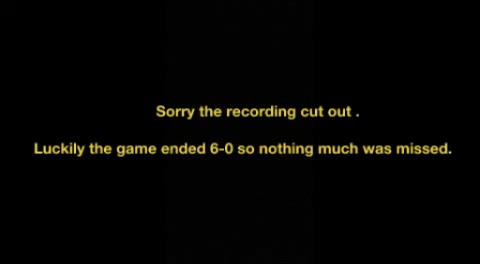 Sorry the recording cut out .
Luckily the game ended 6-0 so nothing much was missed.